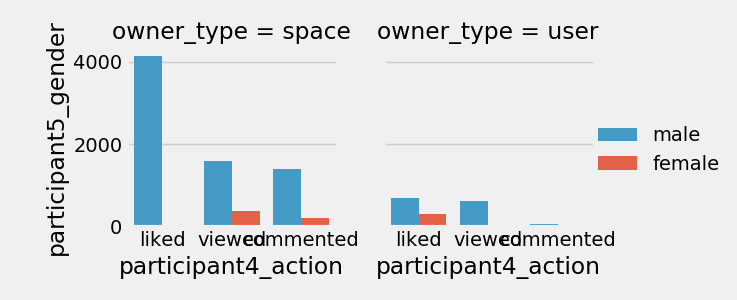 owner_type = space
owner_type = user
participant5_gender
4000
2000
0
liked viewed commented
liked viewed commented
participant4_action
participant4_action
male
female